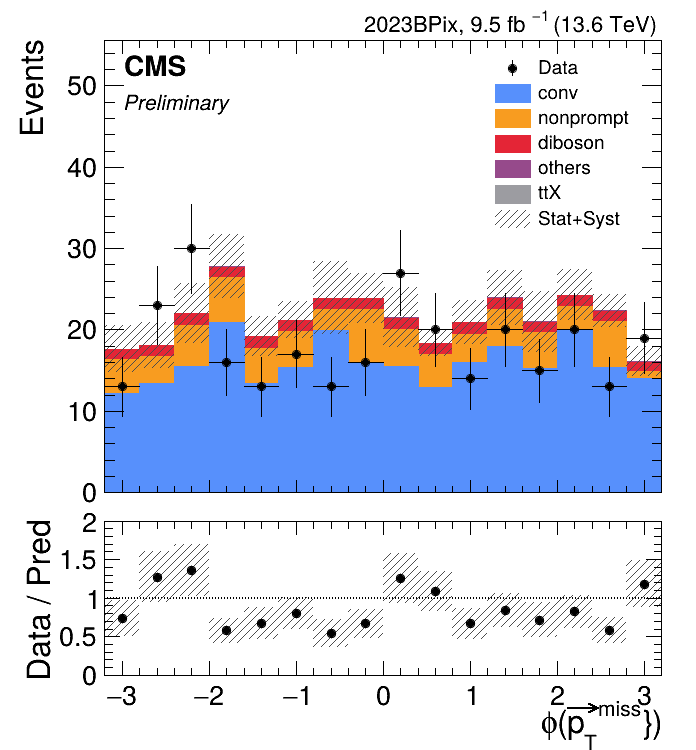 2023BPix, 9.5 fb⁻¹ (13.6 TeV)
CMS
Preliminary
Events
50
40
30
20
10
0
Data
conv
nonprompt
diboson
others
ttX
Stat+Syst
Data / Pred
2
1.5
1
0.5
0
−3 −2 −1 0 1 2 3
ϕ(p⃗_T^miss})